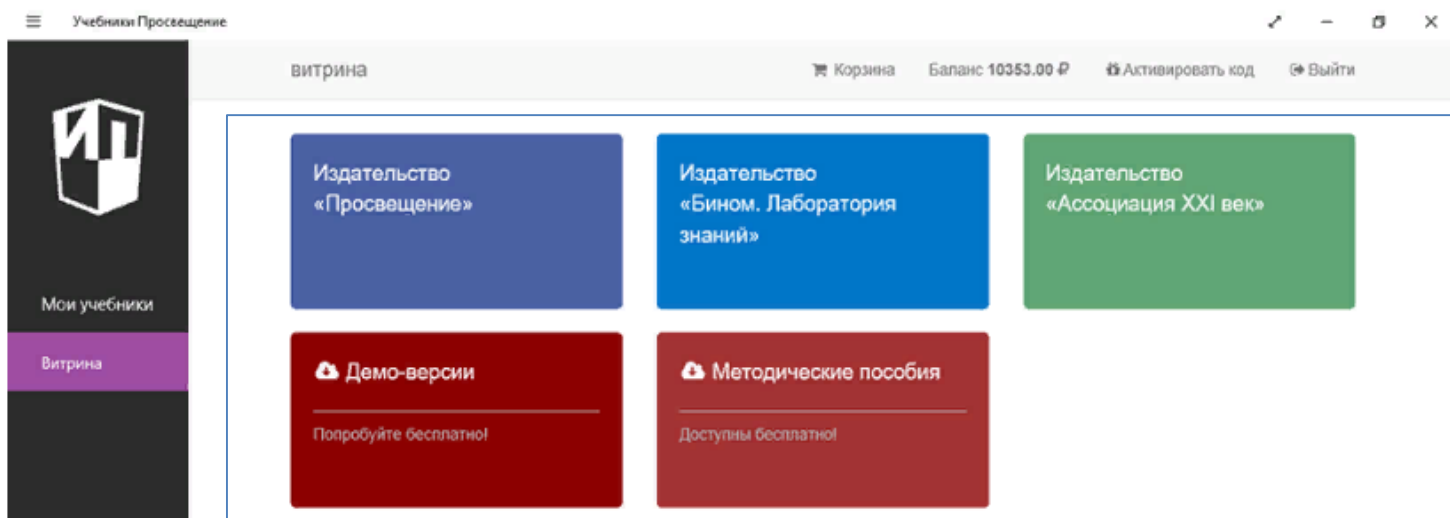 Учебники Просвещение
витрина
Корзина
Баланс 10353.00 ₽
Активировать код
Выйти
ИП
Мои учебники
Витрина
Издательство
«Просвещение»
Издательство
«Бином. Лаборатория
знаний»
Издательство
«Ассоциация XXI век»
Демо-версии
Попробуйте бесплатно!
Методические пособия
Доступны бесплатно!